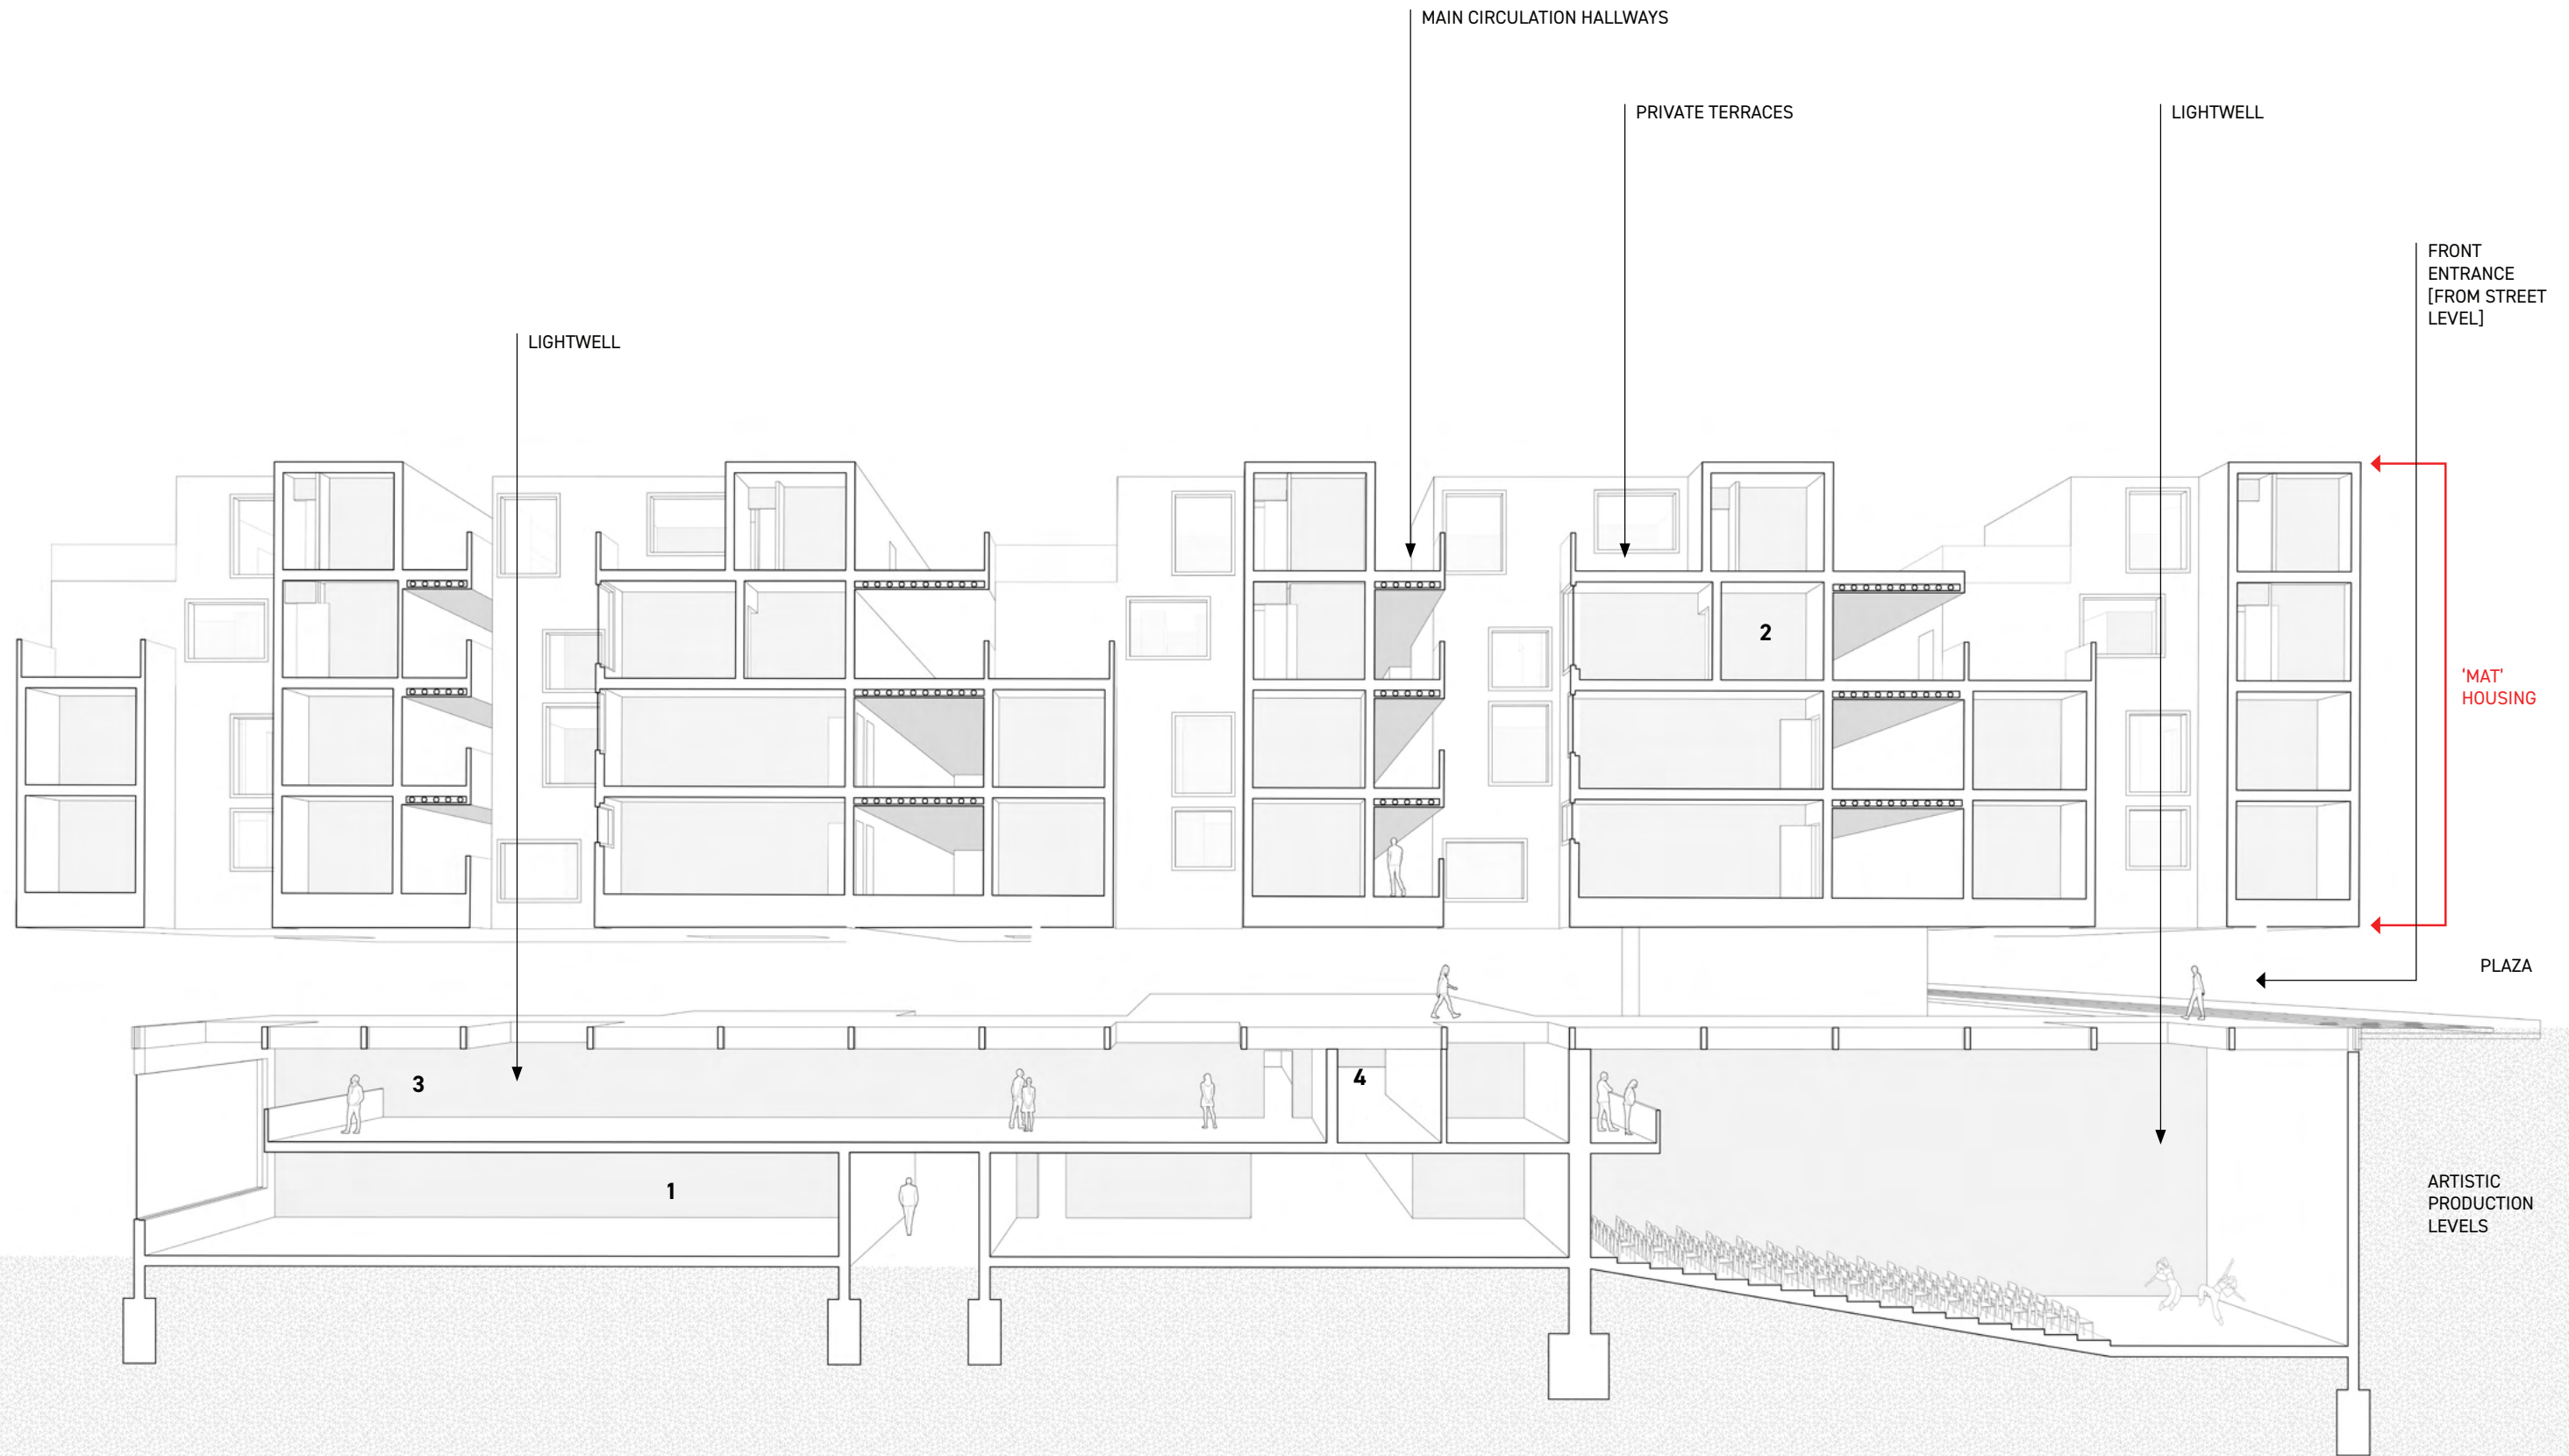 MAIN CIRCULATION HALLWAYS
PRIVATE TERRACES
LIGHTWELL
FRONT
ENTRANCE
[FROM STREET
LEVEL]
LIGHTWELL
2
'MAT'
HOUSING
PLAZA
3
4
1
ARTISTIC
PRODUCTION
LEVELS